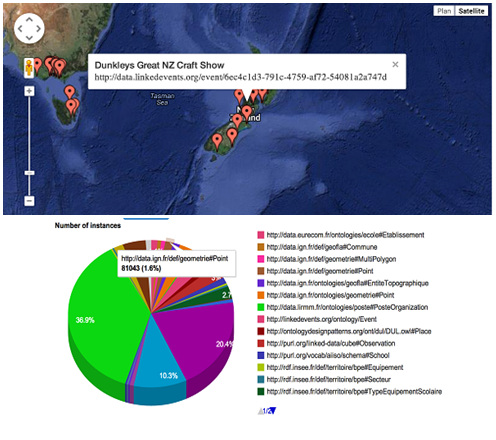 Plan Satellite
Dunkleys Great NZ Craft Show
http://data.linkedevents.org/event/6ec4c1d3-791c-4759-af72-54081a2a747d
Tasman
Sea
Number of instances
http://data.ign.fr/def/geometrie#Point
81043 (1.6%)
36.9%
2.7
20.4%
10.3%
http://data.eurecom.fr/ontologies/ecole#Etablissement
http://data.ign.fr/def/geofla#Commune
http://data.ign.fr/def/geometrie#MultiPolygon
http://data.ign.fr/def/geometrie#Point
http://data.ign.fr/ontologies/geofla#EntiteTopographique
http://data.ign.fr/ontologies/geometrie#Point
http://data.lirmm.fr/ontologies/poste#PosteOrganization
http://linkedevents.org/ontology/Event
http://ontologydesignpatterns.org/ont/dul/DUL.owl#Place
http://purl.org/linked-data/cube#Observation
http://purl.org/vocab/aiiso/schema#School
http://rdf.insee.fr/def/territoire/bpe#Equipement
http://rdf.insee.fr/def/territoire/bpe#Secteur
http://rdf.insee.fr/def/territoire/bpe#TypeEquipementScolaire
1/2